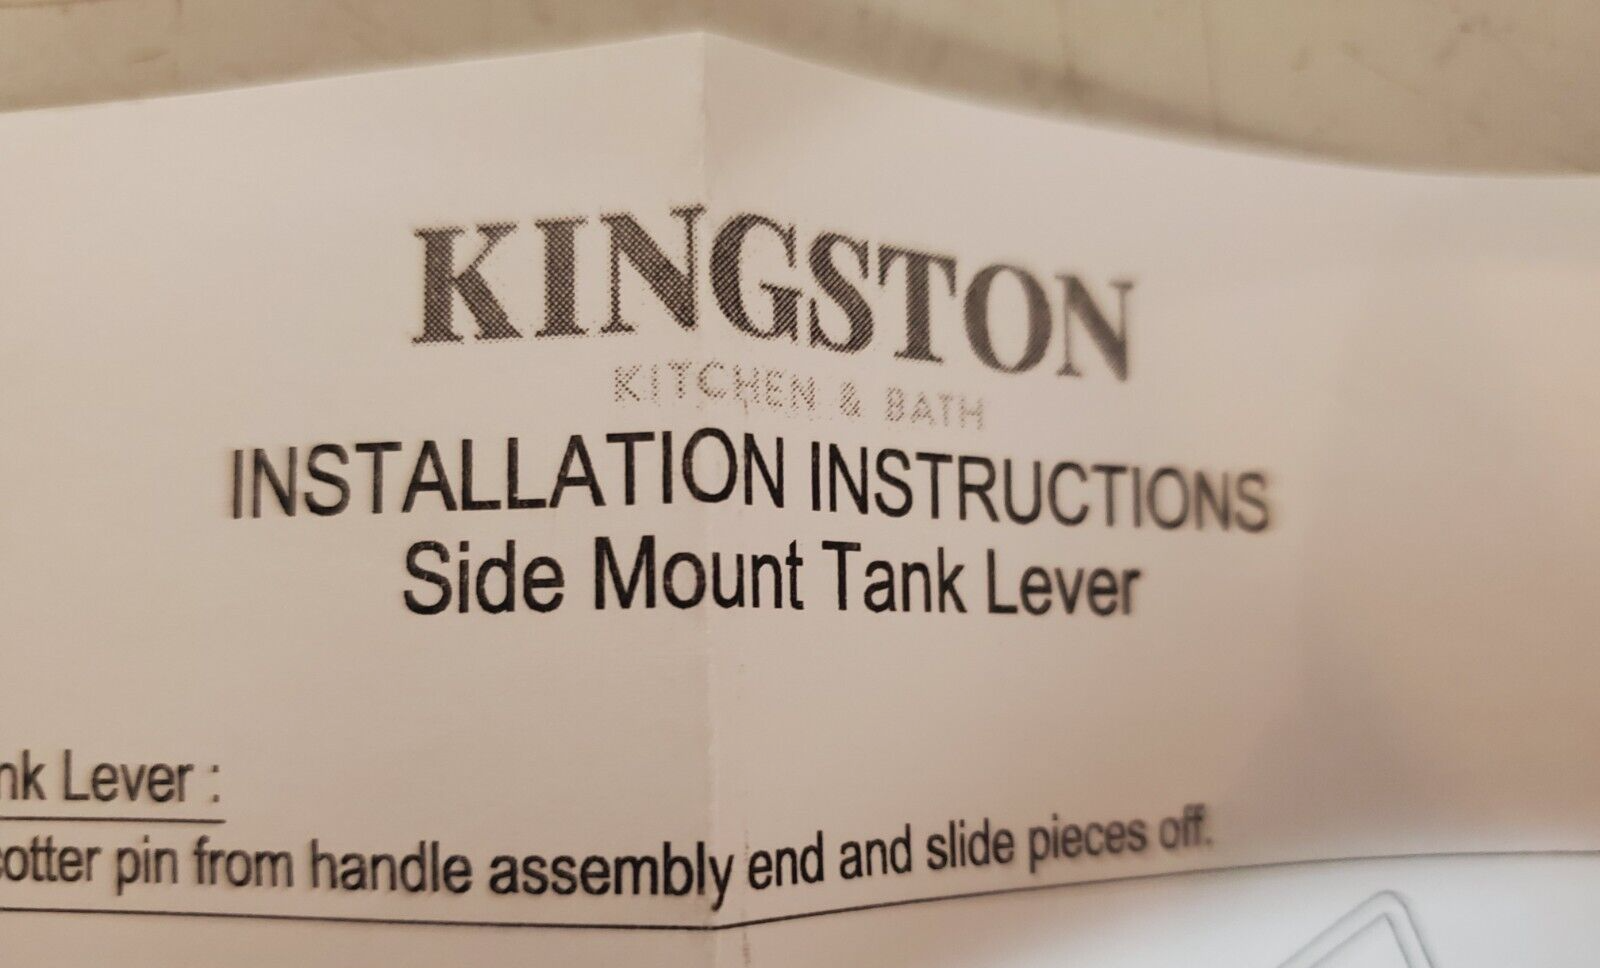 KINGSTON
KITCHEN & BATH
INSTALLATION INSTRUCTIONS
Side Mount Tank Lever
nk Lever :
otter pin from handle assembly end and slide pieces off.